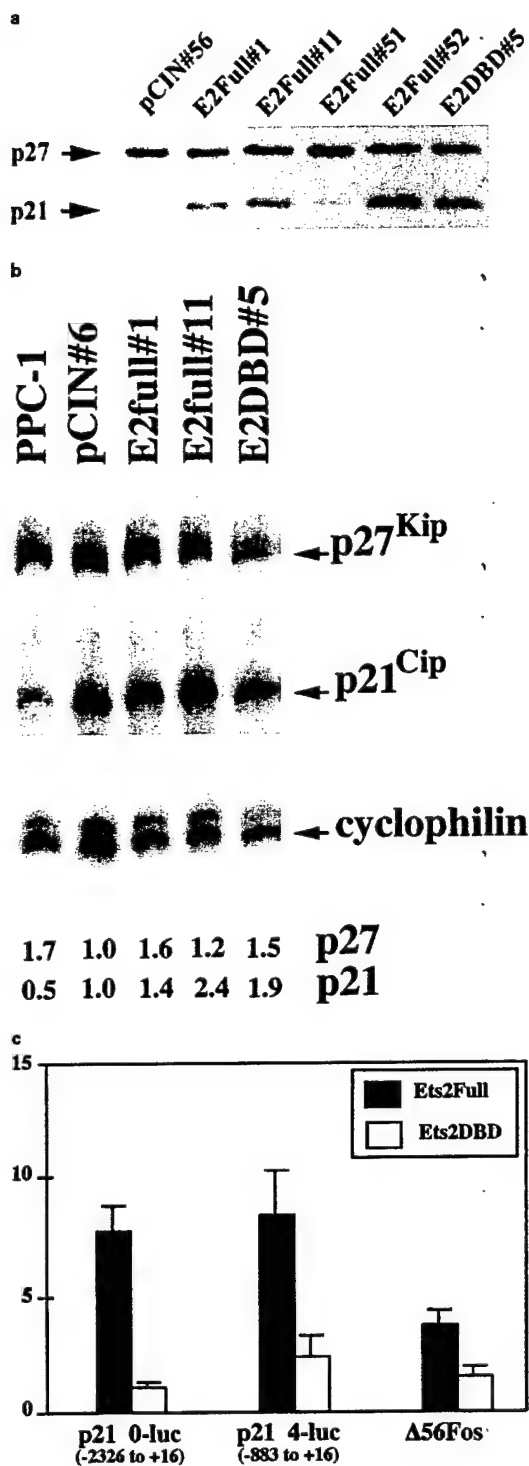 a
pCIN#56 E2Full#1 E2Full#11 E2Full#51 E2Full#52 E2DBD#5
p27
p21
b
PPC-1 pCIN#6 E2full#1 E2full#11 E2DBD#5
p27Kip
p21Cip
cyclophilin
1.7 1.0 1.6 1.2 1.5 p27
0.5 1.0 1.4 2.4 1.9 p21
c
15
Ets2Full
Ets2DBD
10
5
0
p21 0-luc p21 4-luc Δ56Fos
(-2326 to +16) (-883 to +16)